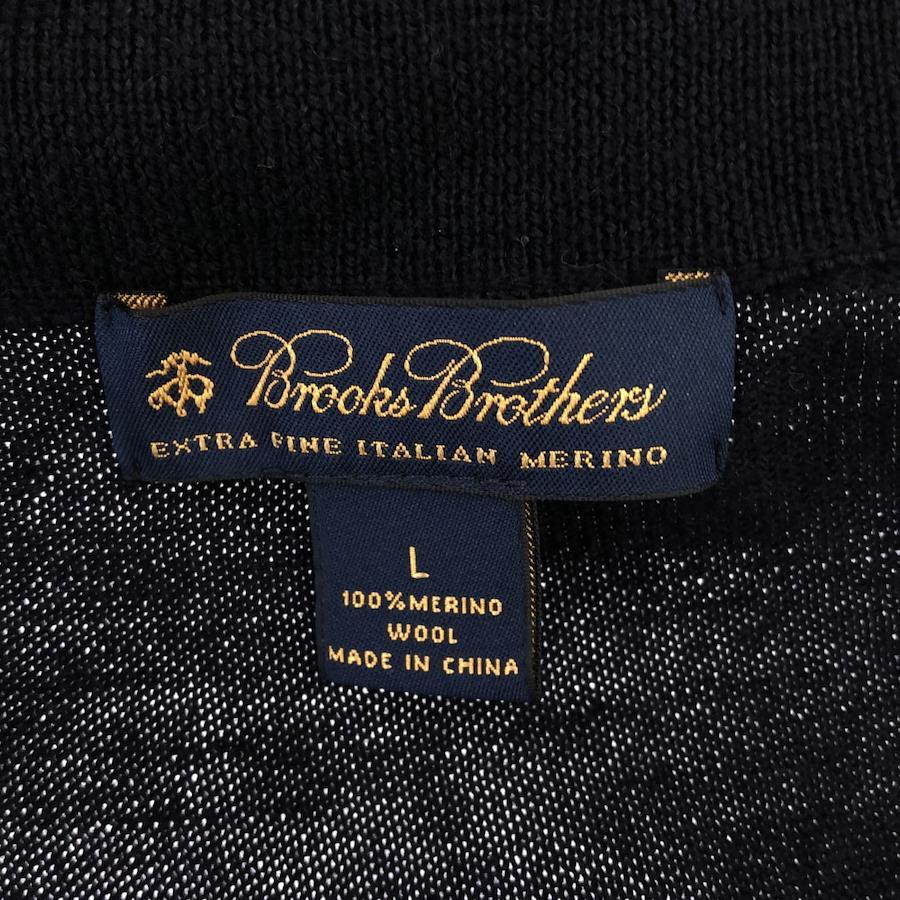 Brooks Brothers
EXTRA FINE ITALIAN MERINO
L
100% MERINO
WOOL
MADE IN CHINA